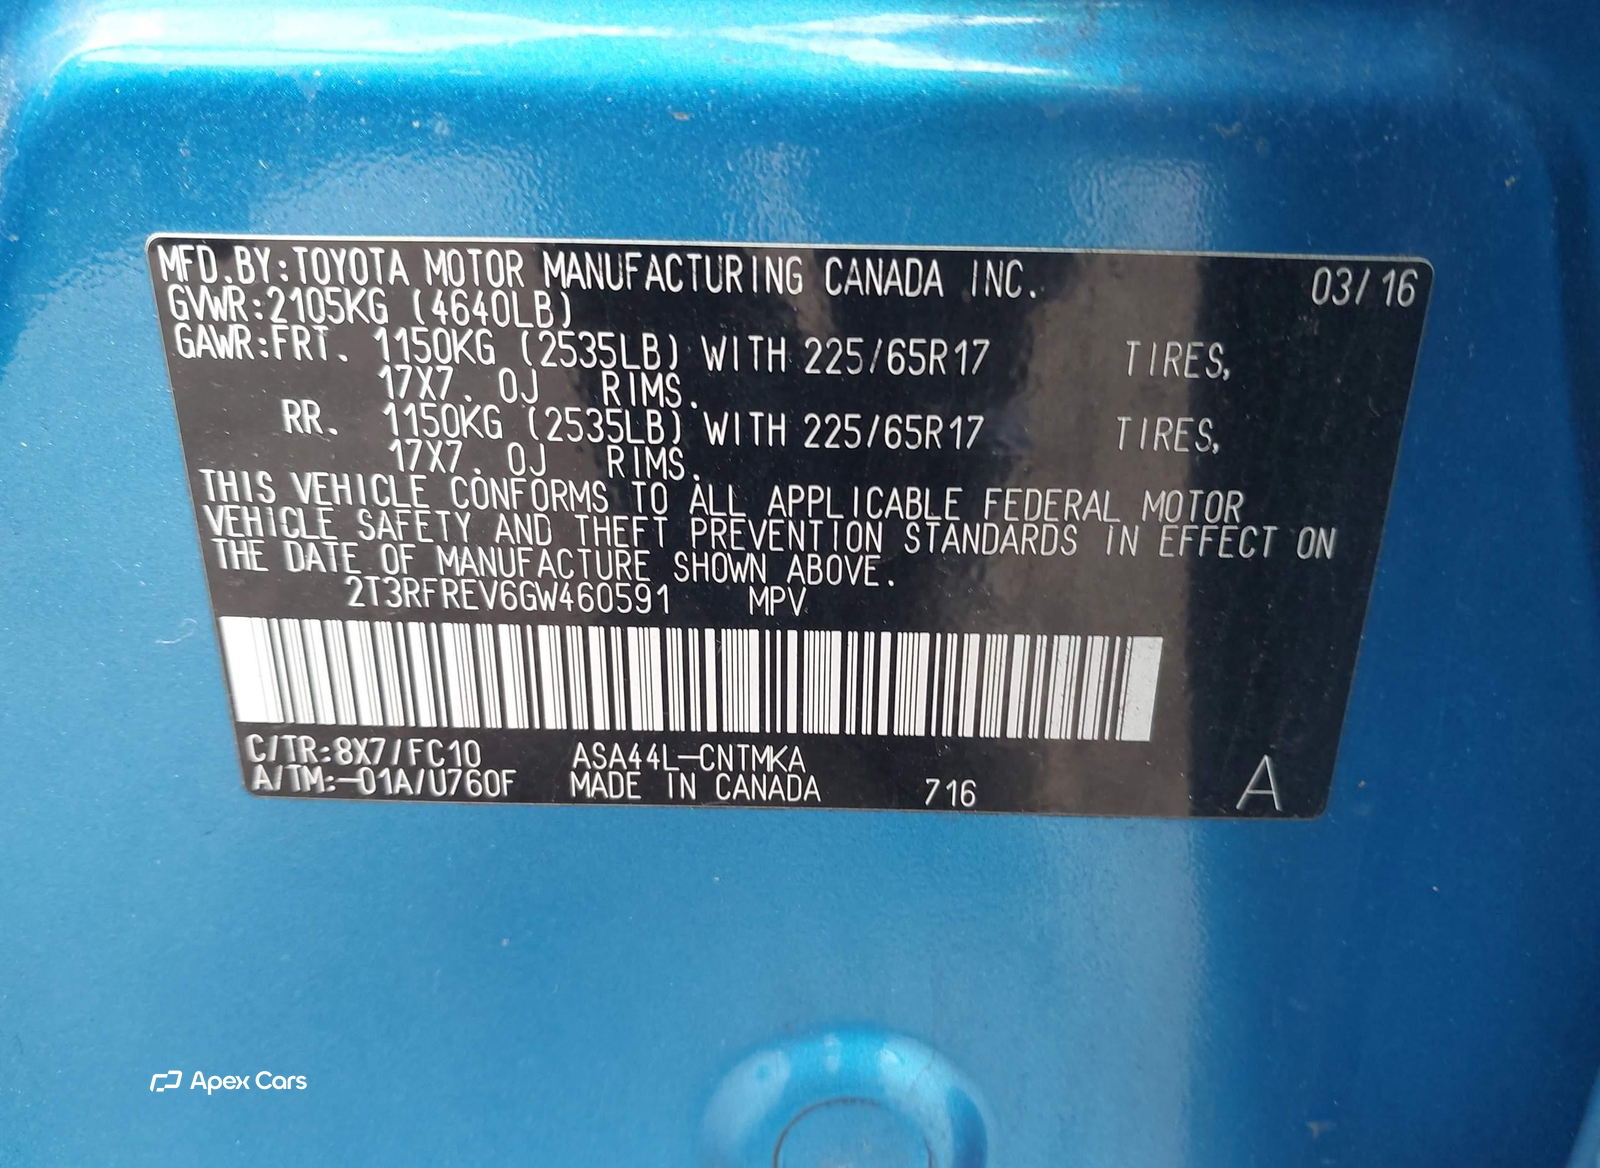 MFD.BY:TOYOTA MOTOR MANUFACTURING CANADA INC. 03/16
GVWR:2105KG (4640LB)
GAWR:FRT. 1150KG (2535LB) WITH 225/65R17 TIRES,
17X7.0J RIMS.
RR. 1150KG (2535LB) WITH 225/65R17 TIRES,
17X7.0J RIMS.
THIS VEHICLE CONFORMS TO ALL APPLICABLE FEDERAL MOTOR
VEHICLE SAFETY AND THEFT PREVENTION STANDARDS IN EFFECT ON
THE DATE OF MANUFACTURE SHOWN ABOVE.
2T3RFREV6GW460591 MPV
C/TR:8X7/FC10 ASA44L-CNTMKA
A/TM:-01A/U760F MADE IN CANADA 716 A
Apex Cars